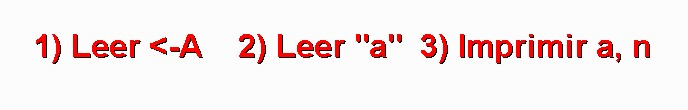 1) Leer <-A 2) Leer "a" 3) Imprimir a, n